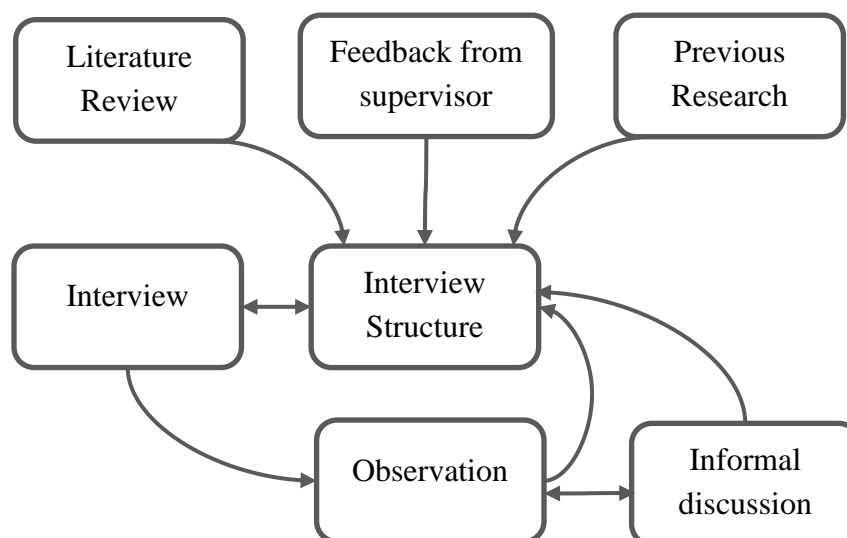 Literature
Review
Feedback from
supervisor
Previous
Research
Interview
Interview
Structure
Observation
Informal
discussion